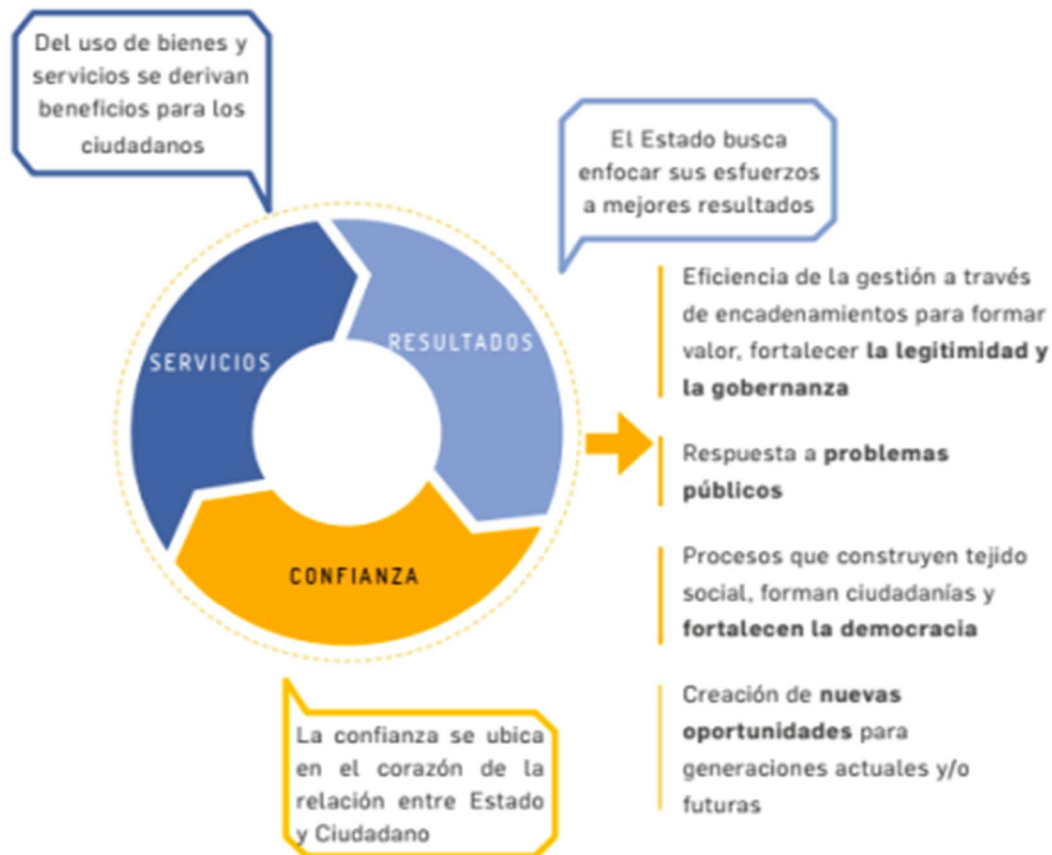 Del uso de bienes y
servicios se derivan
beneficios para los
ciudadanos
El Estado busca
enfocar sus esfuerzos
a mejores resultados
SERVICIOS
RESULTADOS
CONFIANZA
Eficiencia de la gestión a través
de encadenamientos para formar
valor, fortalecer la legitimidad y
la gobernanza
Respuesta a problemas
públicos
Procesos que construyen tejido
social, forman ciudadanías y
fortalecen la democracia
Creación de nuevas
oportunidades para
generaciones actuales y/o
futuras
La confianza se ubica
en el corazón de la
relación entre Estado
y Ciudadano